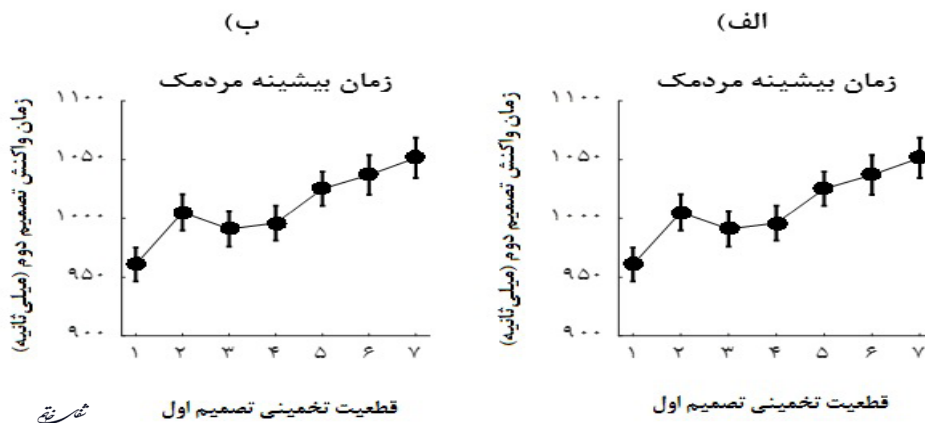 الف)
زمان بیشینه مردمک
زمان واکنش تصمیم دوم (میلی‌ثانیه)
۱۱۰۰
۱۰۵۰
۱۰۰۰
۹۵۰
۹۰۰
۱ ۲ ۳ ۴ ۵ ۶ ۷
قطعیت تخمینی تصمیم اول
ب)
زمان بیشینه مردمک
زمان واکنش تصمیم دوم (میلی‌ثانیه)
۱۱۰۰
۱۰۵۰
۱۰۰۰
۹۵۰
۹۰۰
۱ ۲ ۳ ۴ ۵ ۶ ۷
قطعیت تخمینی تصمیم اول